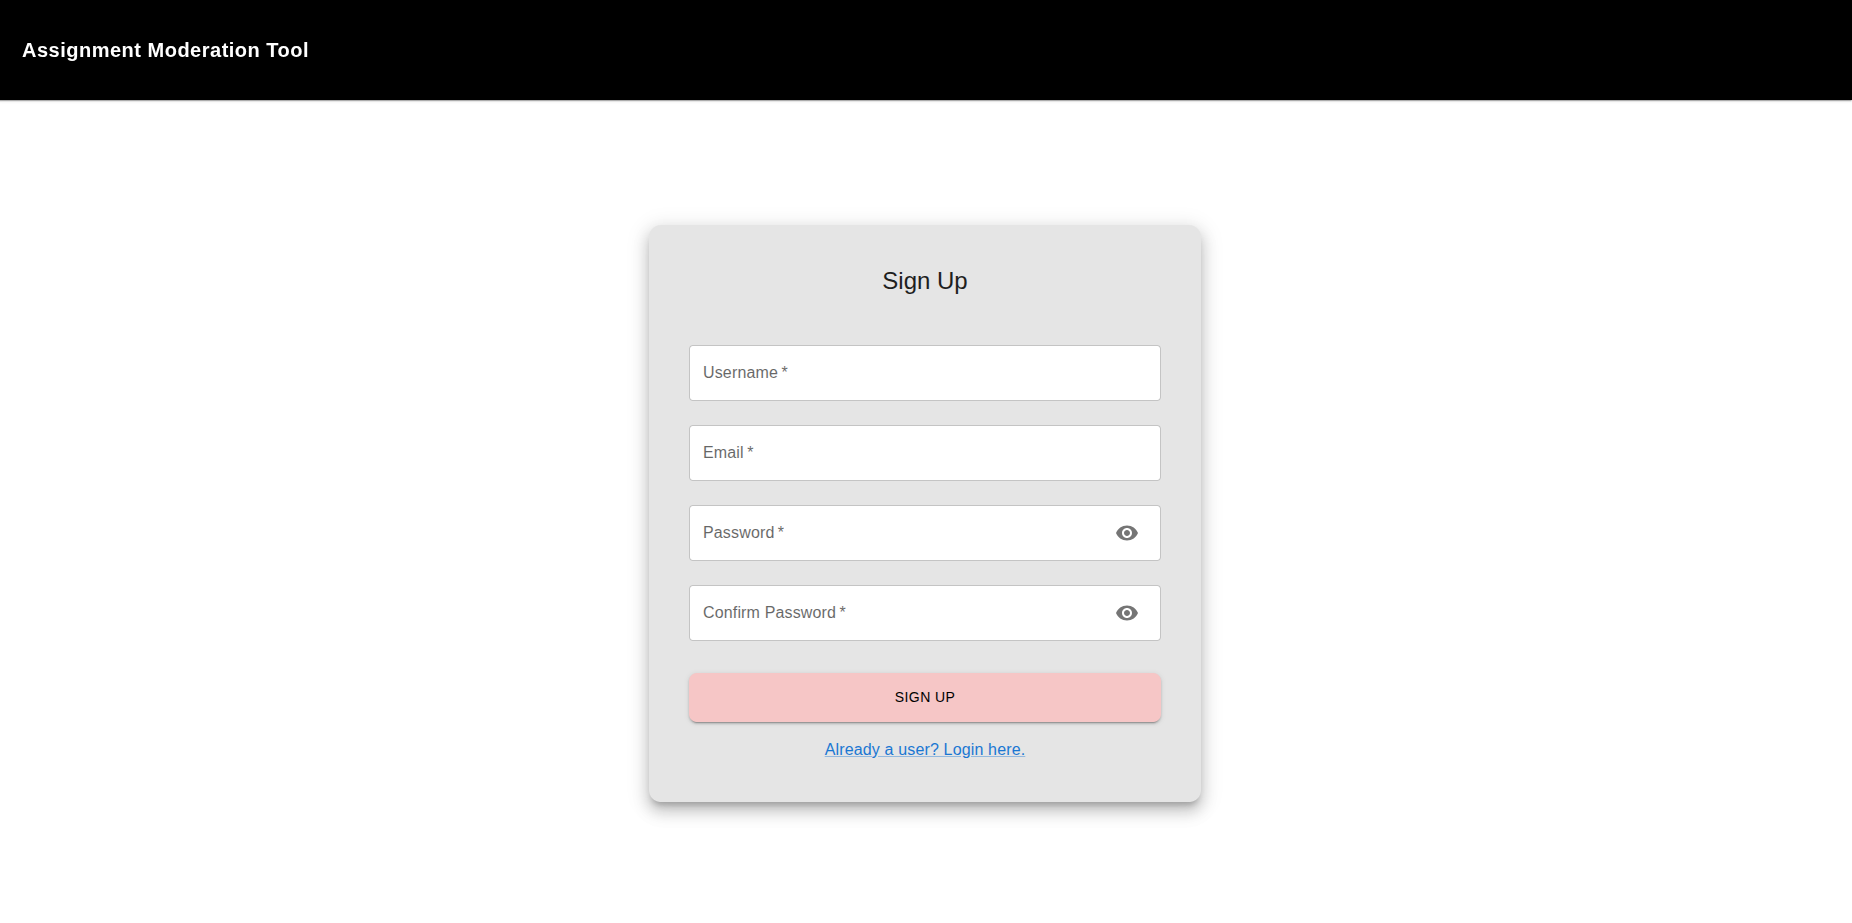 Assignment Moderation Tool
Sign Up
Username *
Email *
Password *
Confirm Password *
SIGN UP
Already a user? Login here.